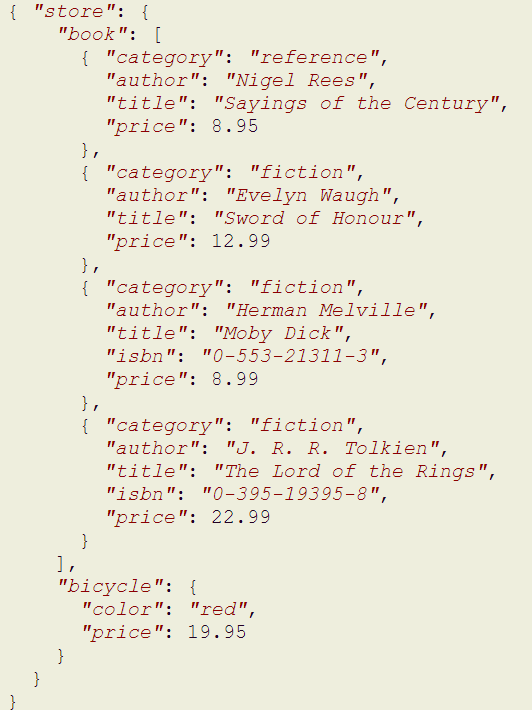 { "store": {
    "book": [
      { "category": "reference",
        "author": "Nigel Rees",
        "title": "Sayings of the Century",
        "price": 8.95
      },
      { "category": "fiction",
        "author": "Evelyn Waugh",
        "title": "Sword of Honour",
        "price": 12.99
      },
      { "category": "fiction",
        "author": "Herman Melville",
        "title": "Moby Dick",
        "isbn": "0-553-21311-3",
        "price": 8.99
      },
      { "category": "fiction",
        "author": "J. R. R. Tolkien",
        "title": "The Lord of the Rings",
        "isbn": "0-395-19395-8",
        "price": 22.99
      }
    ],
    "bicycle": {
      "color": "red",
      "price": 19.95
    }
  }
}